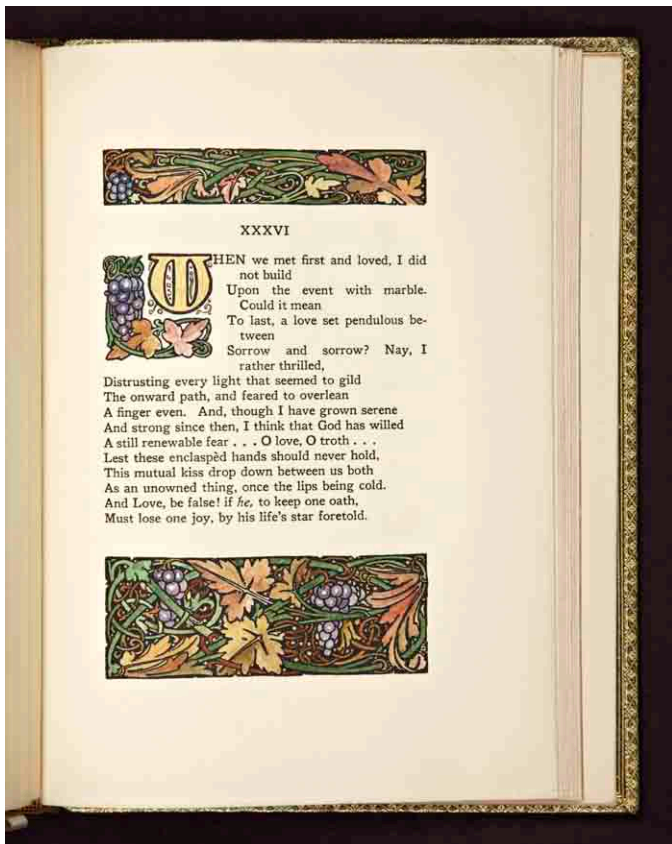 XXXVI
WHEN we met first and loved, I did
not build
Upon the event with marble.
Could it mean
To last, a love set pendulous be-
tween
Sorrow and sorrow? Nay, I
rather thrilled,
Distrusting every light that seemed to gild
The onward path, and feared to overlean
A finger even. And, though I have grown serene
And strong since then, I think that God has willed
A still renewable fear . . . O love, O troth . . .
Lest these enclaspèd hands should never hold,
This mutual kiss drop down between us both
As an unowned thing, once the lips being cold.
And Love, be false! if he, to keep one oath,
Must lose one joy, by his life's star foretold.